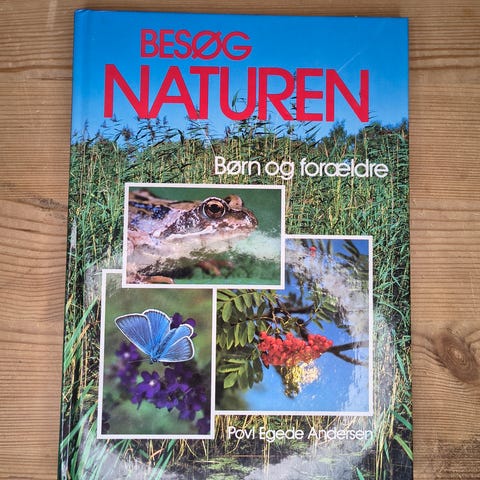 BESØG
NATUREN
Børn og forældre
Povl Egede Andersen